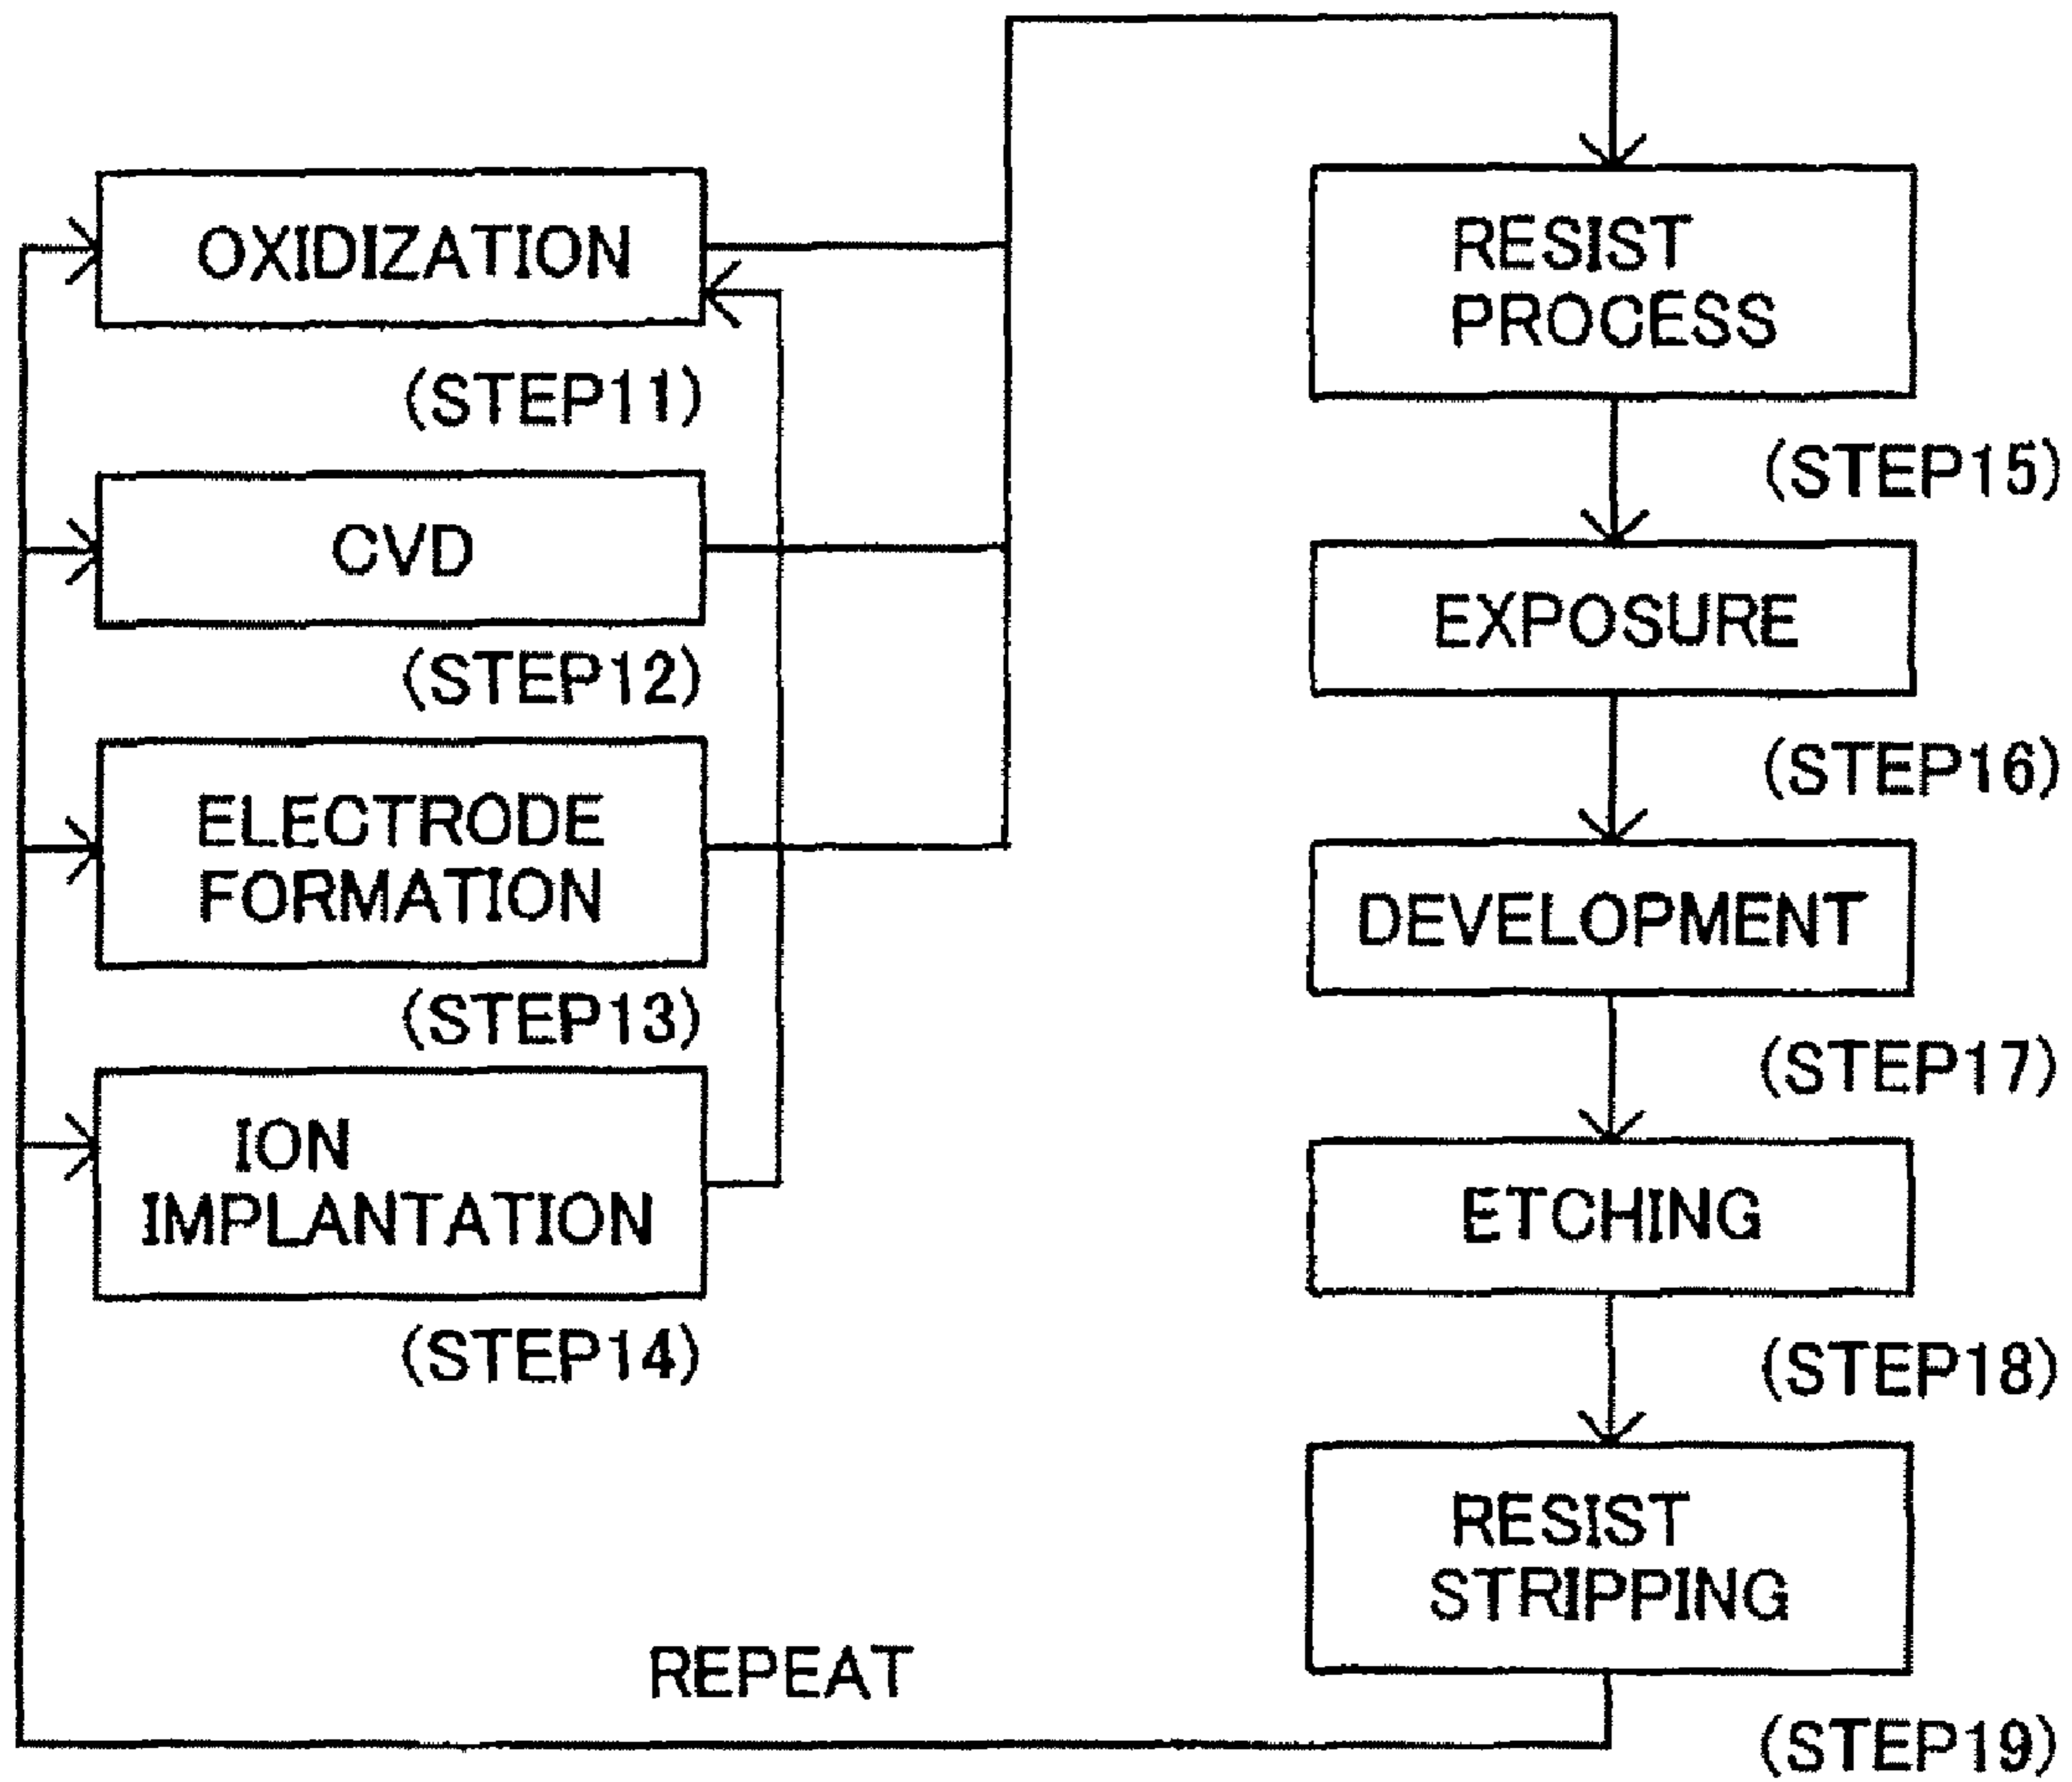 OXIDIZATION
(STEP11)
CVD
(STEP12)
ELECTRODE
FORMATION
(STEP13)
ION
IMPLANTATION
(STEP14)
RESIST
PROCESS
(STEP15)
EXPOSURE
(STEP16)
DEVELOPMENT
(STEP17)
ETCHING
(STEP18)
RESIST
STRIPPING
(STEP19)
REPEAT